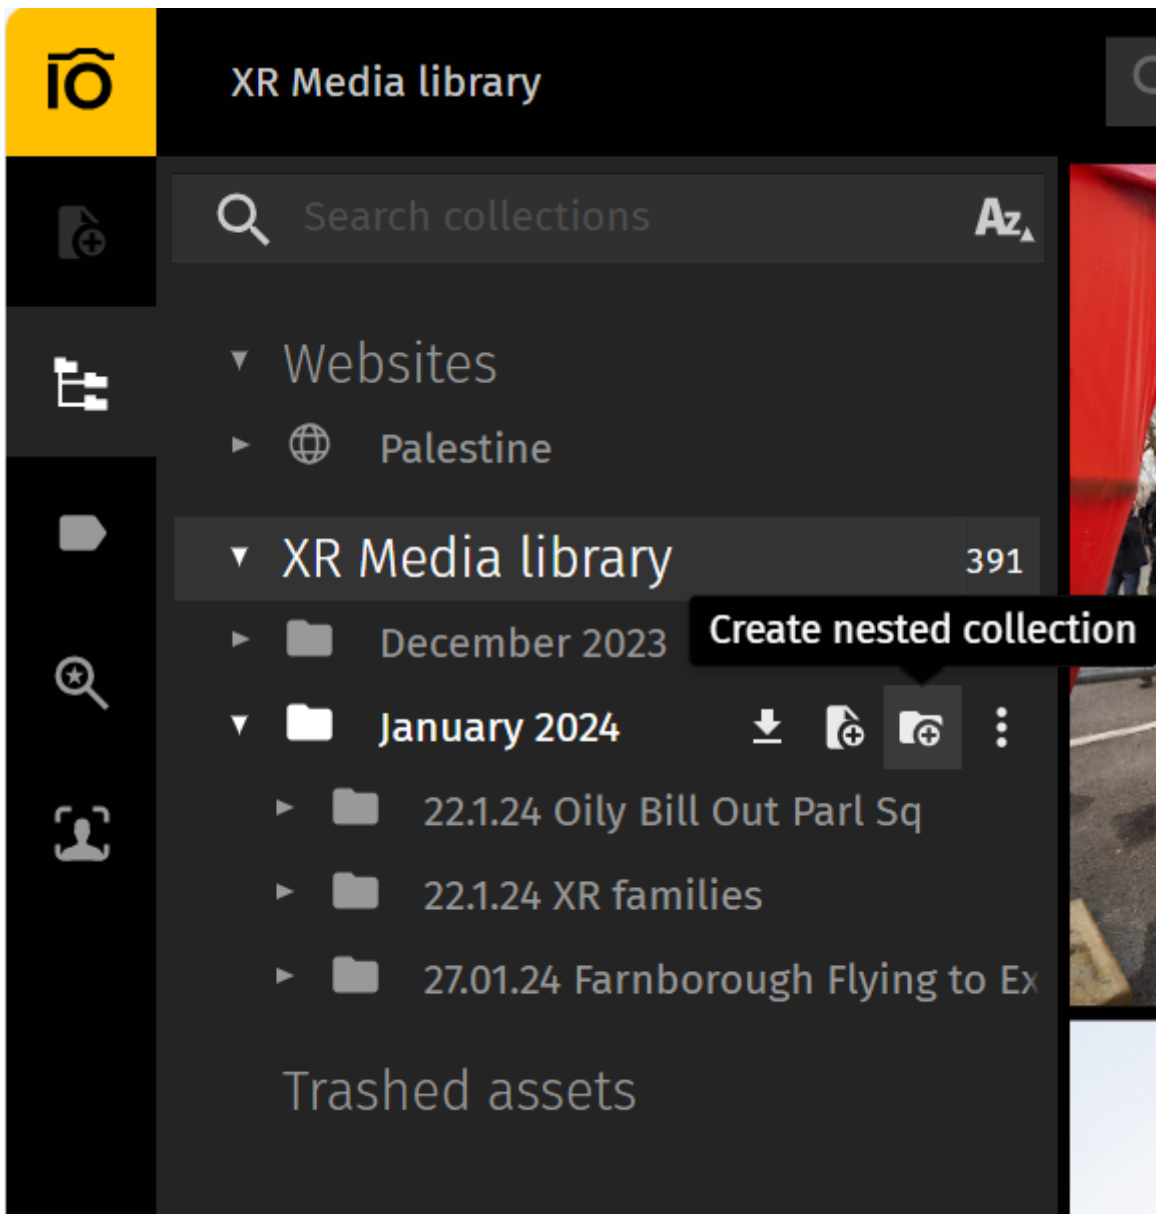 XR Media library
Search collections
Az
Websites
Palestine
XR Media library 391
Create nested collection
December 2023
January 2024
22.1.24 Oily Bill Out Parl Sq
22.1.24 XR families
27.01.24 Farnborough Flying to Ex
Trashed assets